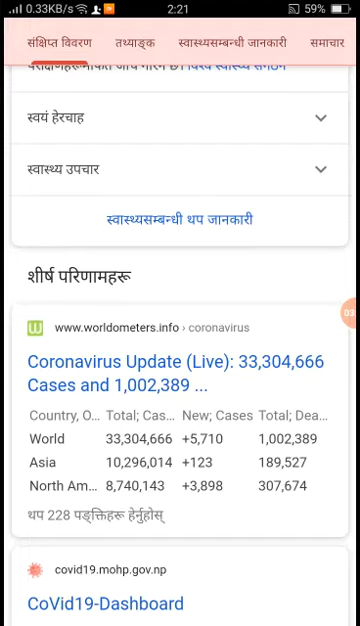 0.33KB/s 2:21 59%
संक्षिप्त विवरण तथ्याङ्क स्वास्थ्यसम्बन्धी जानकारी समाचार
स्वयं हेरचाह
स्वास्थ्य उपचार
स्वास्थ्यसम्बन्धी थप जानकारी
शीर्ष परिणामहरू
www.worldometers.info › coronavirus
Coronavirus Update (Live): 33,304,666
Cases and 1,002,389 ...
Country, O... Total; Cas... New; Cases Total; Dea...
World 33,304,666 +5,710 1,002,389
Asia 10,296,014 +123 189,527
North Am... 8,740,143 +3,898 307,674
थप 228 पङ्क्तिहरू हेर्नुहोस्
covid19.mohp.gov.np
CoVid19-Dashboard